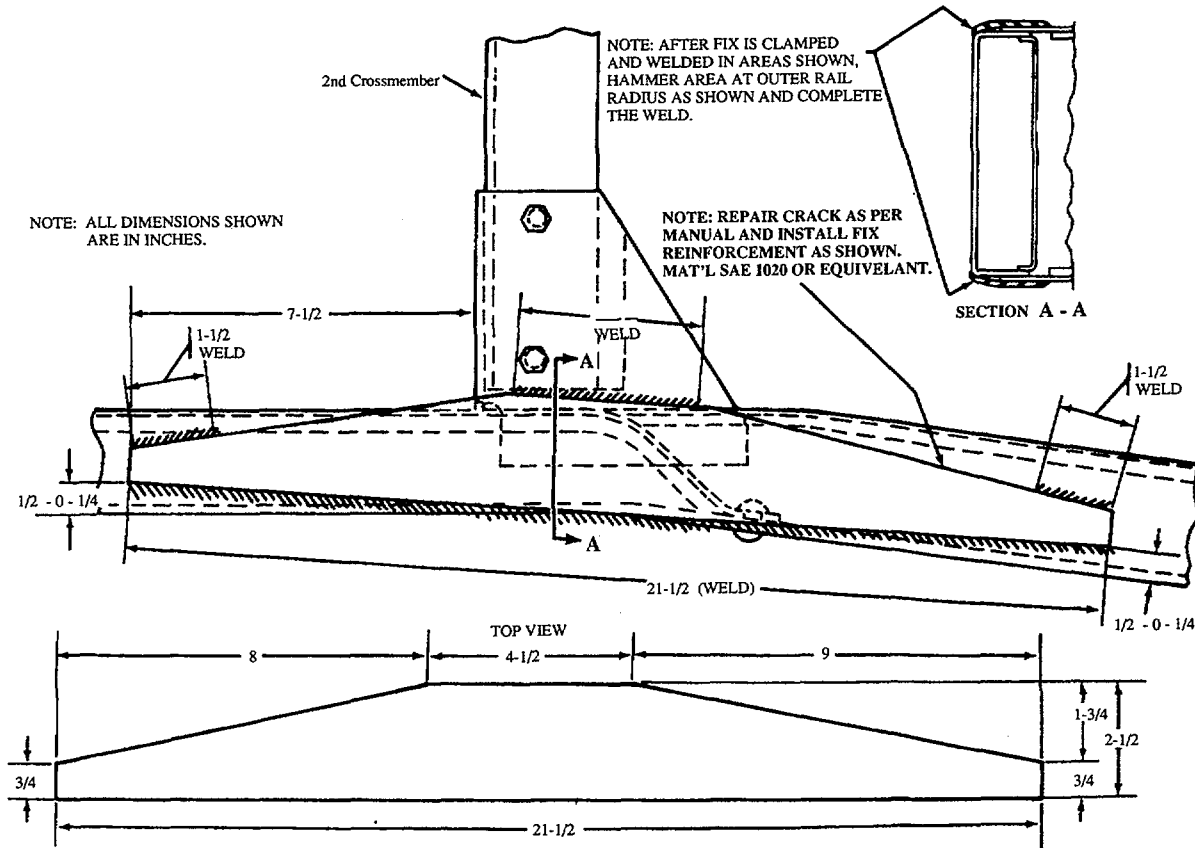 NOTE: AFTER FIX IS CLAMPED
AND WELDED IN AREAS SHOWN,
HAMMER AREA AT OUTER RAIL
RADIUS AS SHOWN AND COMPLETE
THE WELD.
2nd Crossmember
NOTE: ALL DIMENSIONS SHOWN
ARE IN INCHES.
NOTE: REPAIR CRACK AS PER
MANUAL AND INSTALL FIX
REINFORCEMENT AS SHOWN.
MAT'L SAE 1020 OR EQUIVELANT.
SECTION A - A
7-1/2
WELD
1-1/2
WELD
A
1-1/2
WELD
1/2 - 0 - 1/4
A
21-1/2 (WELD)
1/2 - 0 - 1/4
TOP VIEW
8
4-1/2
9
1-3/4
2-1/2
3/4
3/4
21-1/2